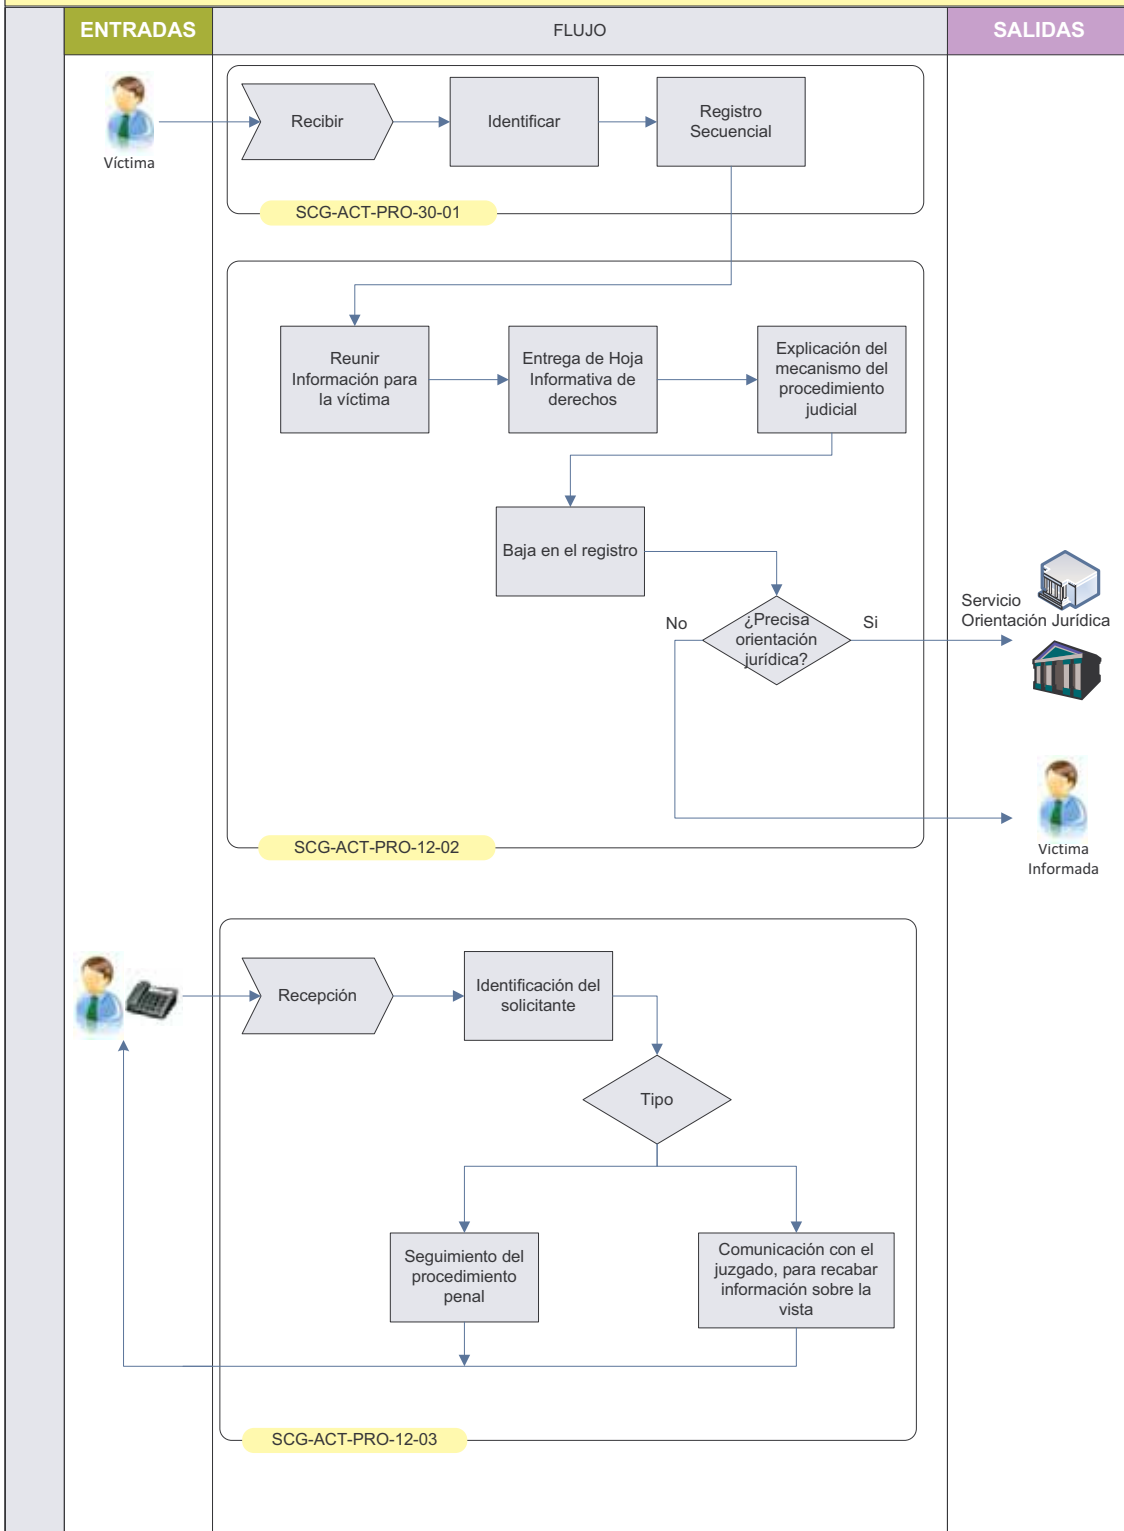 ENTRADAS
FLUJO
SALIDAS
Víctima
Recibir
Identificar
Registro
Secuencial
SCG-ACT-PRO-30-01
Reunir
Información para
la víctima
Entrega de Hoja
Informativa de
derechos
Explicación del
mecanismo del
procedimiento
judicial
Baja en el registro
No
¿Precisa
orientación
jurídica?
Si
Servicio
Orientación Jurídica
Victima
Informada
SCG-ACT-PRO-12-02
Recepción
Identificación del
solicitante
Tipo
Seguimiento del
procedimiento
penal
Comunicación con el
juzgado, para recabar
información sobre la
vista
SCG-ACT-PRO-12-03